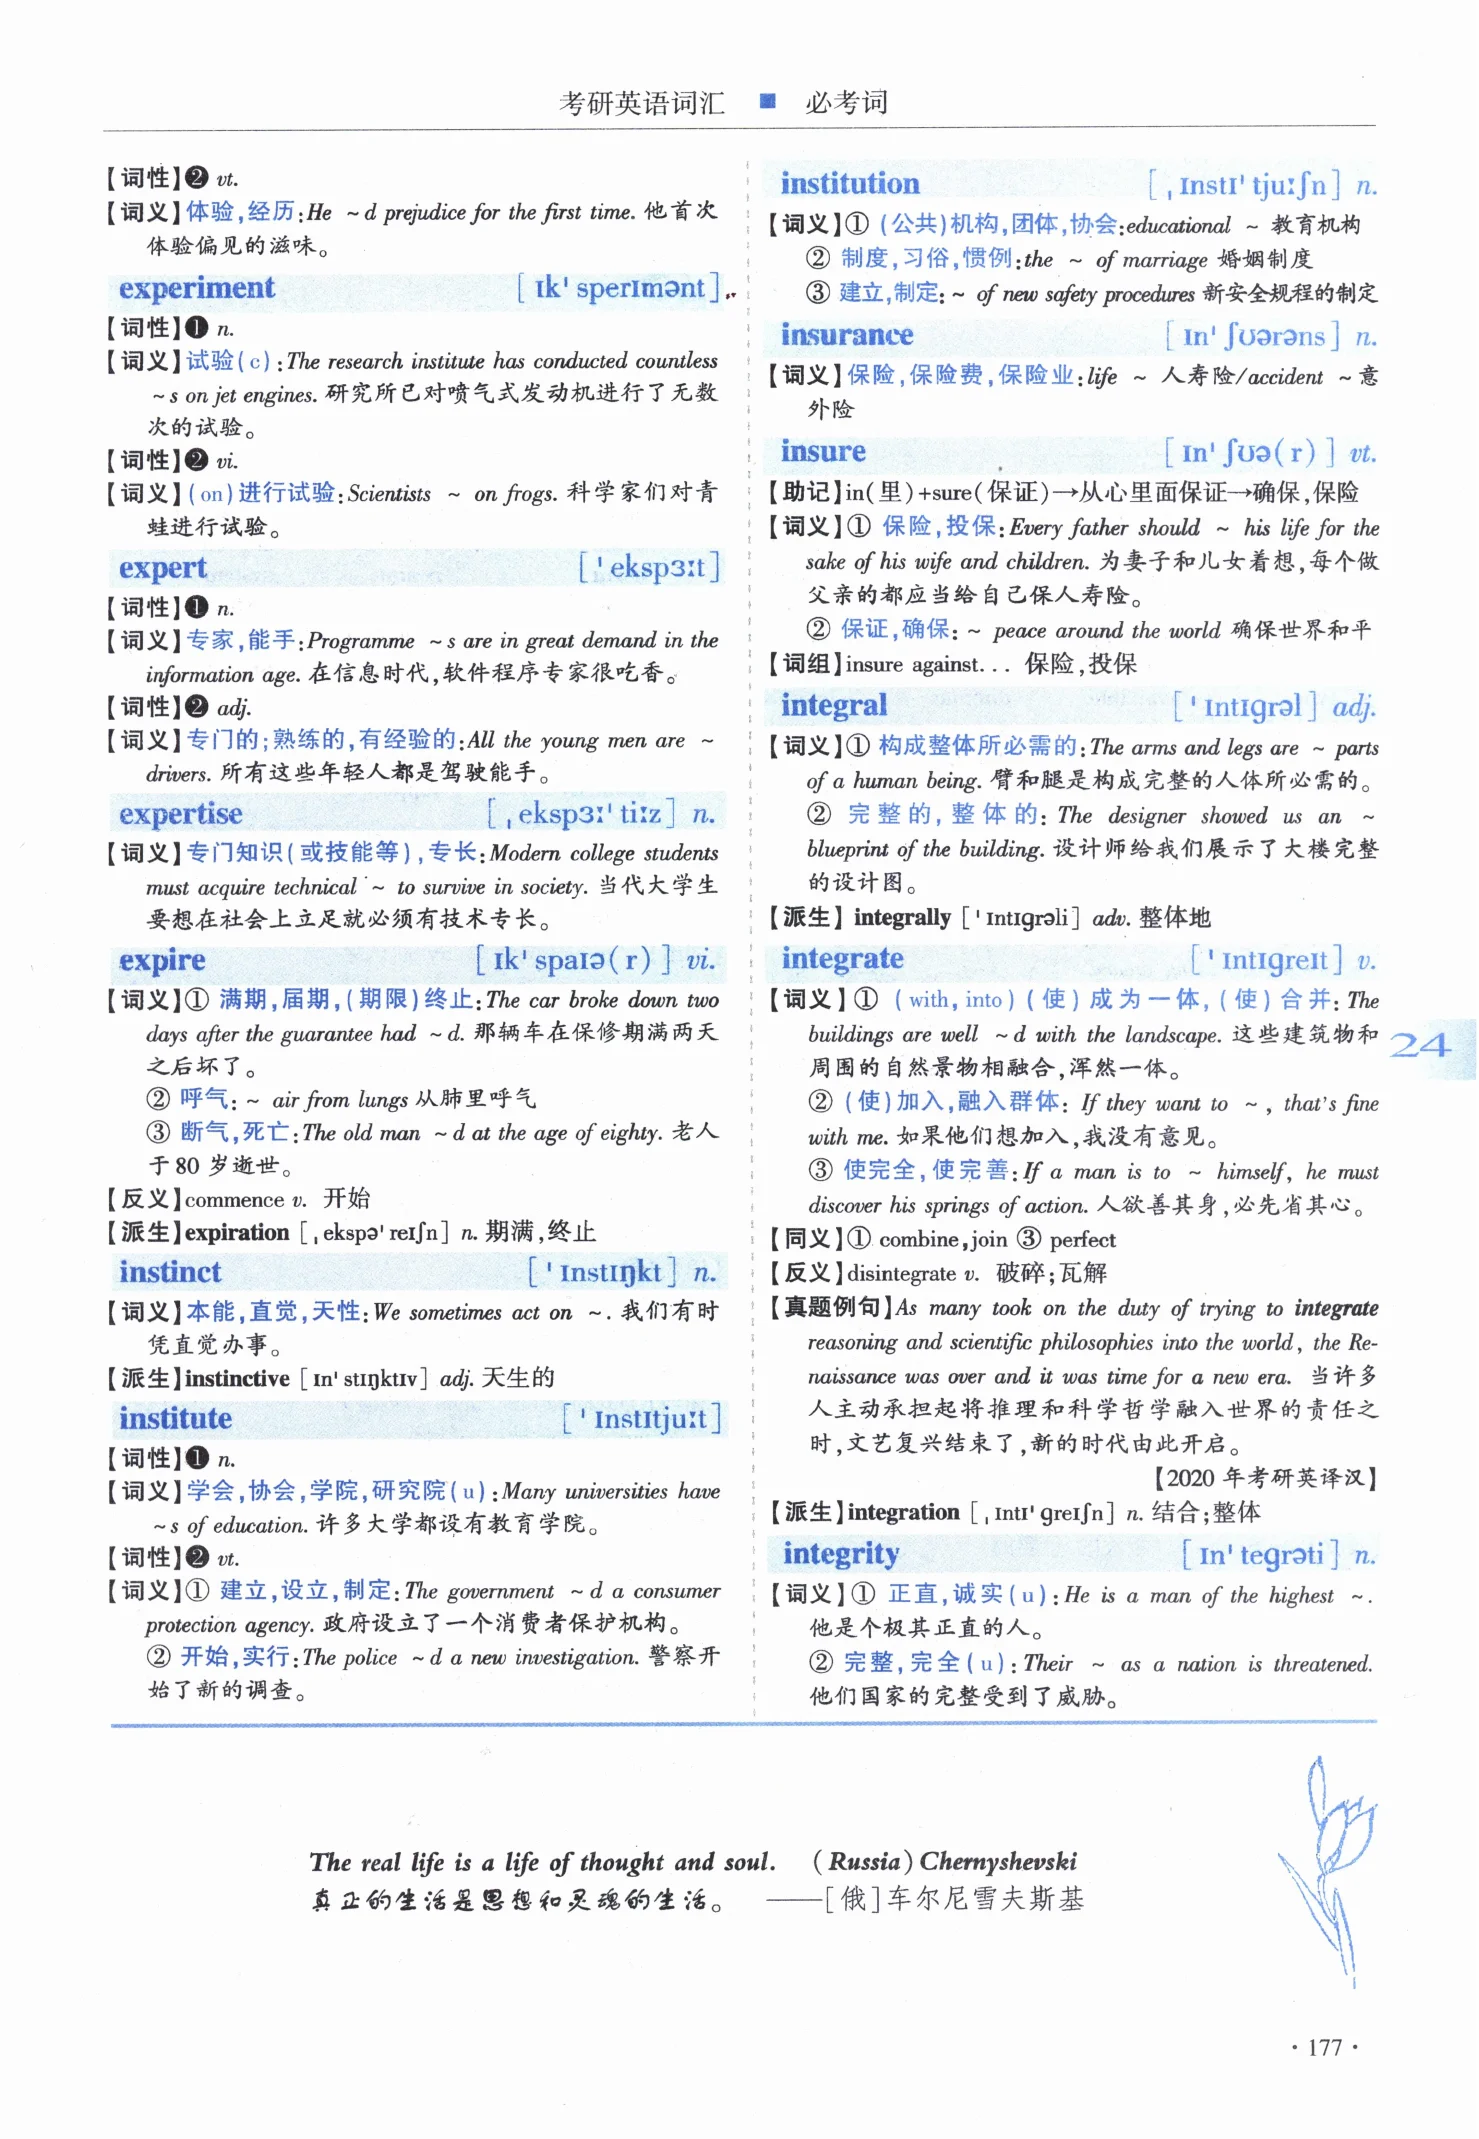 考研英语词汇 ■ 必考词
【词性】❷ vt.
【词义】体验,经历:He ~d prejudice for the first time. 他首次
体验偏见的滋味。
experiment [ ɪkˈsperɪmənt ]
【词性】❶ n.
【词义】试验(c):The research institute has conducted countless
~s on jet engines. 研究所已对喷气式发动机进行了无数
次的试验。
【词性】❷ vi.
【词义】(on)进行试验:Scientists ~ on frogs. 科学家们对青
蛙进行试验。
expert [ ˈekspɜːt ]
【词性】❶ n.
【词义】专家,能手:Programme ~s are in great demand in the
information age. 在信息时代,软件程序专家很吃香。
【词性】❷ adj.
【词义】专门的;熟练的,有经验的:All the young men are ~
drivers. 所有这些年轻人都是驾驶能手。
expertise [ ˌekspɜːˈtiːz ] n.
【词义】专门知识(或技能等),专长:Modern college students
must acquire technical ~ to survive in society. 当代大学生
要想在社会上立足就必须有技术专长。
expire [ ɪkˈspaɪə(r) ] vi.
【词义】① 满期,届期,(期限)终止:The car broke down two
days after the guarantee had ~d. 那辆车在保修期满两天
之后坏了。
② 呼气: ~ air from lungs 从肺里呼气
③ 断气,死亡:The old man ~d at the age of eighty. 老人
于 80 岁逝世。
【反义】commence v. 开始
【派生】expiration [ˌekspəˈreɪʃn] n. 期满,终止
instinct [ ˈɪnstɪŋkt ] n.
【词义】本能,直觉,天性:We sometimes act on ~. 我们有时
凭直觉办事。
【派生】instinctive [ɪnˈstɪŋktɪv] adj. 天生的
institute [ ˈɪnstɪtjuːt ]
【词性】❶ n.
【词义】学会,协会,学院,研究院(u):Many universities have
~s of education. 许多大学都设有教育学院。
【词性】❷ vt.
【词义】① 建立,设立,制定:The government ~d a consumer
protection agency. 政府设立了一个消费者保护机构。
② 开始,实行:The police ~d a new investigation. 警察开
始了新的调查。
institution [ ˌɪnstɪˈtjuːʃn ] n.
【词义】① (公共)机构,团体,协会:educational ~ 教育机构
② 制度,习俗,惯例:the ~ of marriage 婚姻制度
③ 建立,制定: ~ of new safety procedures 新安全规程的制定
insurance [ ɪnˈʃʊərəns ] n.
【词义】保险,保险费,保险业:life ~ 人寿险/accident ~意
外险
insure [ ɪnˈʃʊə(r) ] vt.
【助记】in(里)+sure(保证)→从心里面保证→确保,保险
【词义】① 保险,投保:Every father should ~ his life for the
sake of his wife and children. 为妻子和儿女着想,每个做
父亲的都应当给自己保人寿险。
② 保证,确保: ~ peace around the world 确保世界和平
【词组】insure against... 保险,投保
integral [ ˈɪntɪɡrəl ] adj.
【词义】① 构成整体所必需的:The arms and legs are ~ parts
of a human being. 臂和腿是构成完整的人体所必需的。
② 完整的,整体的: The designer showed us an ~
blueprint of the building. 设计师给我们展示了大楼完整
的设计图。
【派生】 integrally [ˈɪntɪɡrəli] adv. 整体地
integrate [ ˈɪntɪɡreɪt ] v.
【词义】① (with, into)(使)成为一体,(使)合并: The
buildings are well ~d with the landscape. 这些建筑物和
周围的自然景物相融合,浑然一体。
② (使)加入,融入群体: If they want to ~, that's fine
with me. 如果他们想加入,我没有意见。
③ 使完全,使完善:If a man is to ~ himself, he must
discover his springs of action. 人欲善其身,必先省其心。
【同义】① combine,join ③ perfect
【反义】disintegrate v. 破碎;瓦解
【真题例句】As many took on the duty of trying to integrate
reasoning and scientific philosophies into the world, the Re-
naissance was over and it was time for a new era. 当许多
人主动承担起将推理和科学哲学融入世界的责任之
时,文艺复兴结束了,新的时代由此开启。
【2020 年考研英译汉】
【派生】integration [ˌɪntɪˈɡreɪʃn] n. 结合;整体
integrity [ ɪnˈteɡrəti ] n.
【词义】① 正直,诚实(u):He is a man of the highest ~.
他是个极其正直的人。
② 完整,完全(u): Their ~ as a nation is threatened.
他们国家的完整受到了威胁。
24
The real life is a life of thought and soul. (Russia) Chernyshevski
真正的生活是思想和灵魂的生活。 ——[俄]车尔尼雪夫斯基
· 177 ·